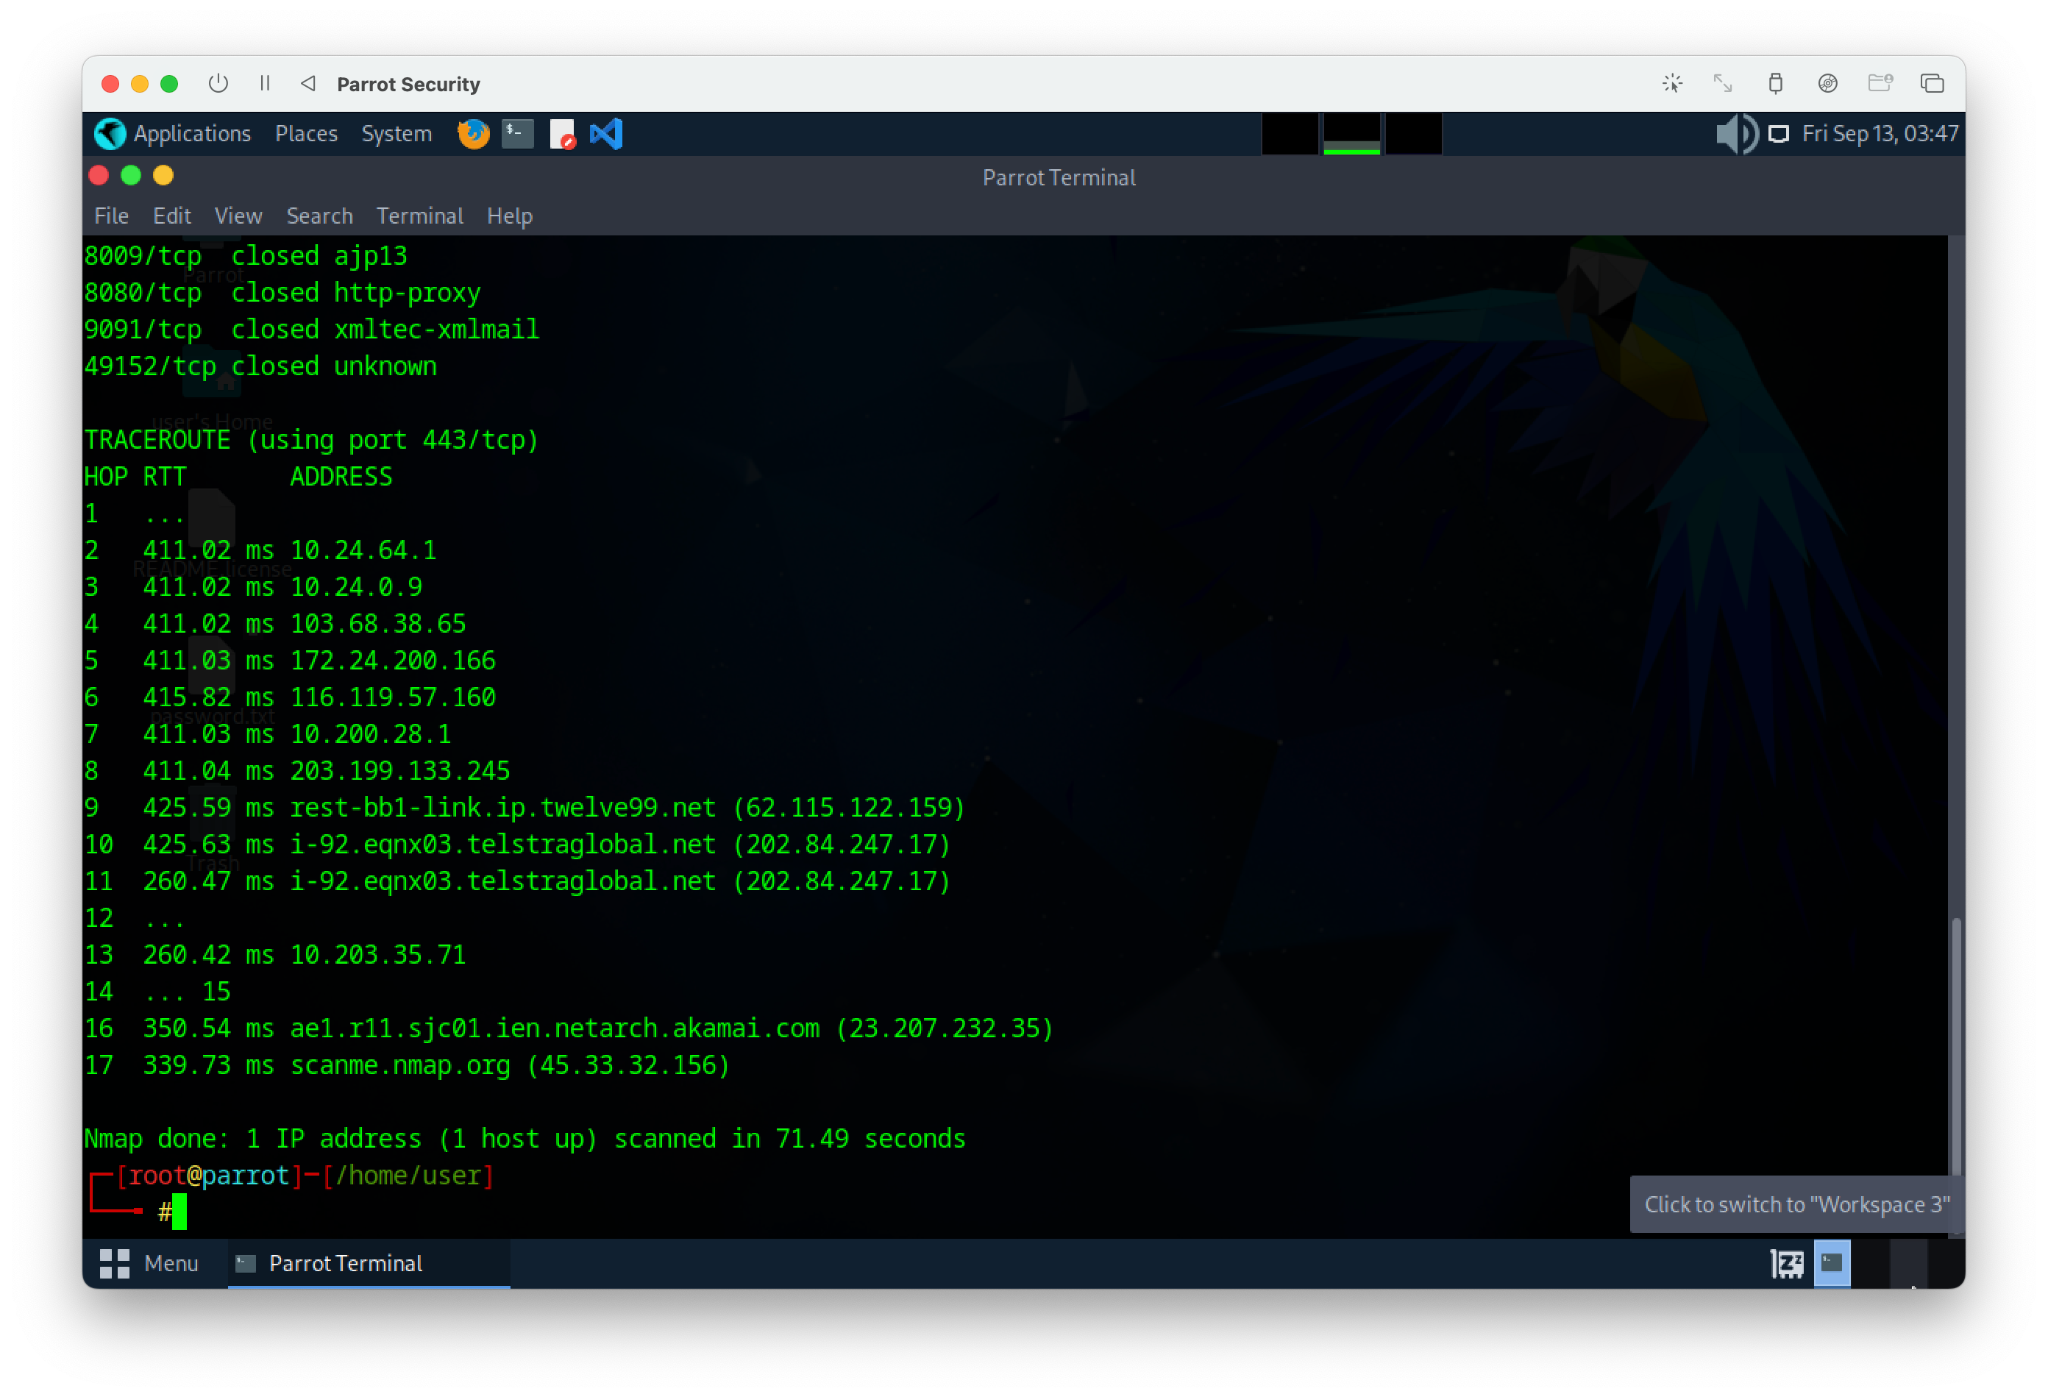 Parrot Security
Applications Places System
Fri Sep 13, 03:47
Parrot Terminal
File Edit View Search Terminal Help
8009/tcp  closed ajp13
Parrot
8080/tcp  closed http-proxy
9091/tcp  closed xmltec-xmlmail
49152/tcp closed unknown
user's Home
TRACEROUTE (using port 443/tcp)
HOP RTT       ADDRESS
1   ...
2   411.02 ms 10.24.64.1
README.license
3   411.02 ms 10.24.0.9
4   411.02 ms 103.68.38.65
5   411.03 ms 172.24.200.166
6   415.82 ms 116.119.57.160
password.txt
7   411.03 ms 10.200.28.1
8   411.04 ms 203.199.133.245
9   425.59 ms rest-bb1-link.ip.twelve99.net (62.115.122.159)
10  425.63 ms i-92.eqnx03.telstraglobal.net (202.84.247.17)
Trash
11  260.47 ms i-92.eqnx03.telstraglobal.net (202.84.247.17)
12  ...
13  260.42 ms 10.203.35.71
14  ... 15
16  350.54 ms ae1.r11.sjc01.ien.netarch.akamai.com (23.207.232.35)
17  339.73 ms scanme.nmap.org (45.33.32.156)
Nmap done: 1 IP address (1 host up) scanned in 71.49 seconds
┌─[root@parrot]─[/home/user]
└──╼ #
Click to switch to "Workspace 3"
Menu
Parrot Terminal